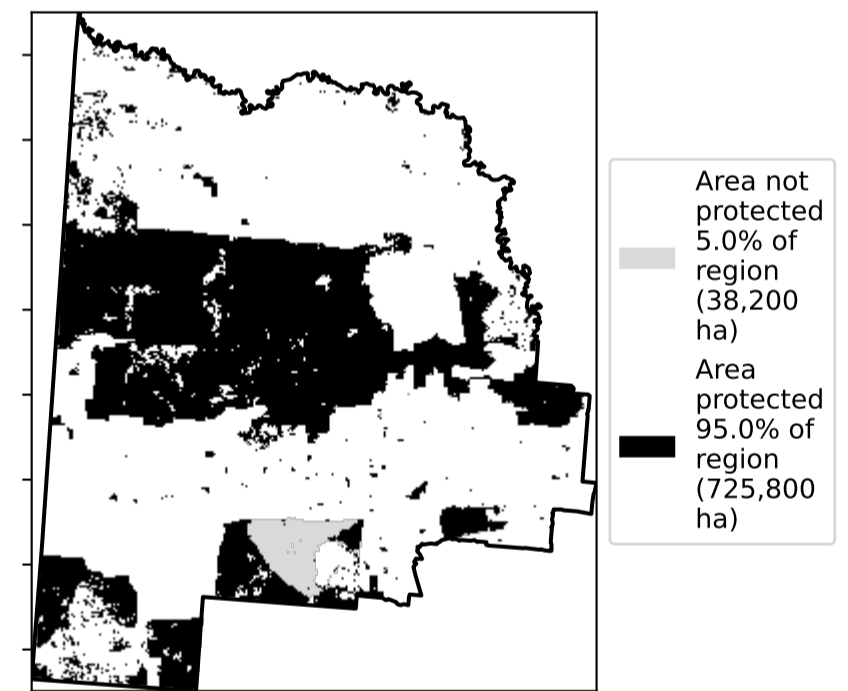 Area not
protected
5.0% of
region
(38,200
ha)
Area
protected
95.0% of
region
(725,800
ha)